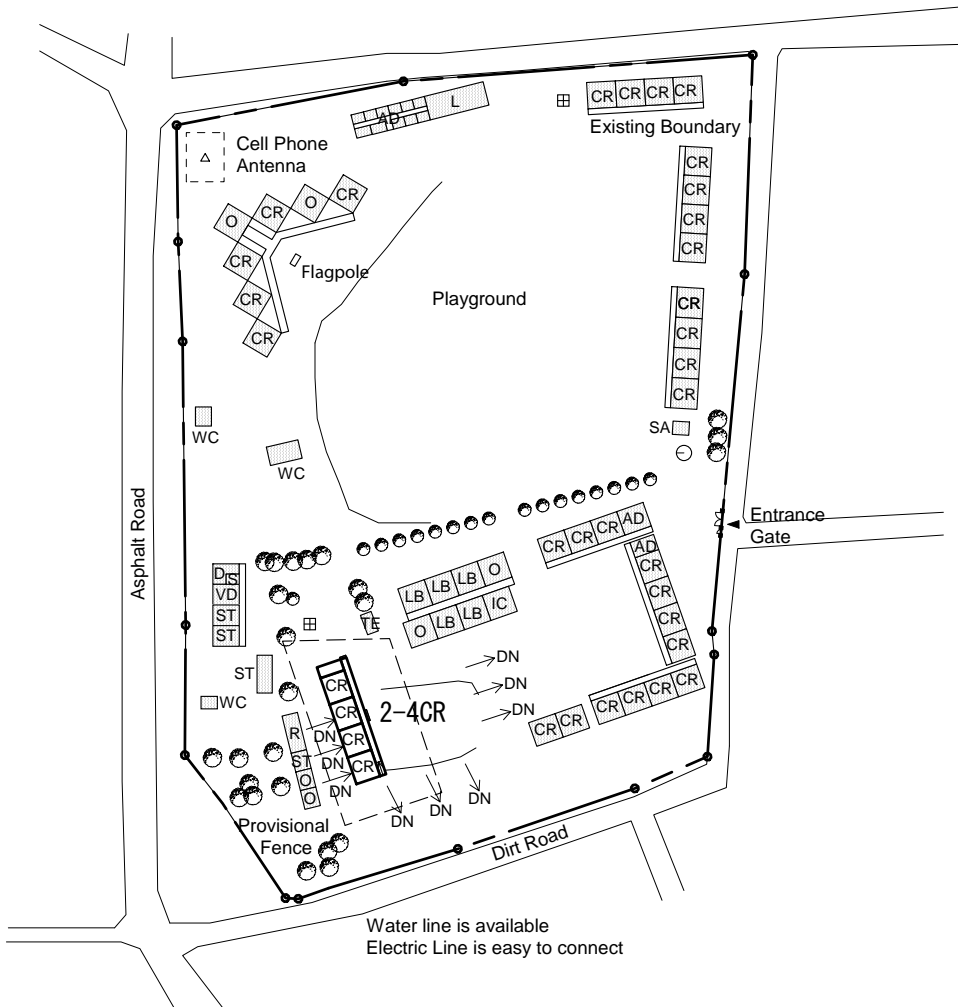 AD
L
CR CR CR CR
Existing Boundary
Cell Phone
Antenna
CR
CR
CR
CR
O CR O CR
CR
CR
CR
Flagpole
Playground
CR
CR
CR
CR
SA
WC
WC
Asphalt Road
Entrance
Gate
CR CR CR AD
AD
CR
CR
CR
CR
LB LB LB O
O LB LB IC
D IS
VD
ST
ST
TE
ST
WC
CR
CR
CR
CR
2-4CR
DN
DN
DN
R
ST
O
O
DN
DN
DN
CR CR CR CR
CR CR
DN
DN
DN
Provisional
Fence
Dirt Road
Water line is available
Electric Line is easy to connect